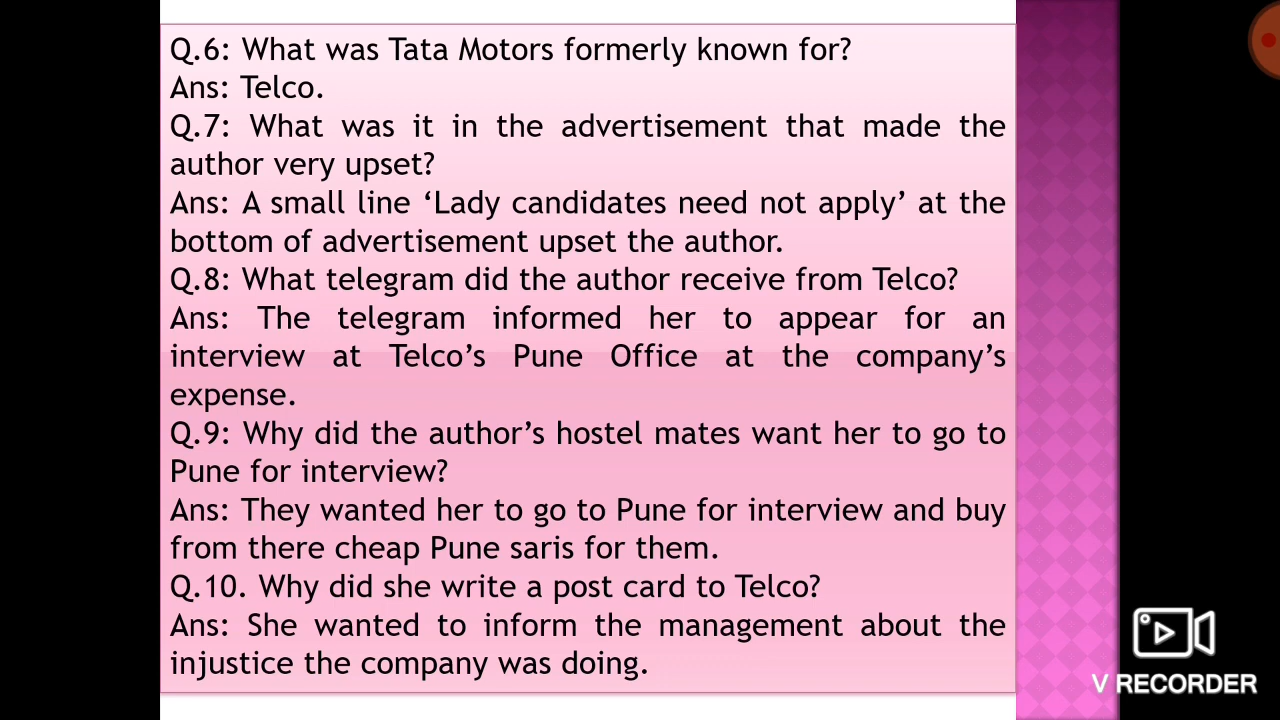 Q.6: What was Tata Motors formerly known for?
Ans: Telco.
Q.7: What was it in the advertisement that made the
author very upset?
Ans: A small line ‘Lady candidates need not apply’ at the
bottom of advertisement upset the author.
Q.8: What telegram did the author receive from Telco?
Ans: The telegram informed her to appear for an
interview at Telco’s Pune Office at the company’s
expense.
Q.9: Why did the author’s hostel mates want her to go to
Pune for interview?
Ans: They wanted her to go to Pune for interview and buy
from there cheap Pune saris for them.
Q.10. Why did she write a post card to Telco?
Ans: She wanted to inform the management about the
injustice the company was doing.
V RECORDER